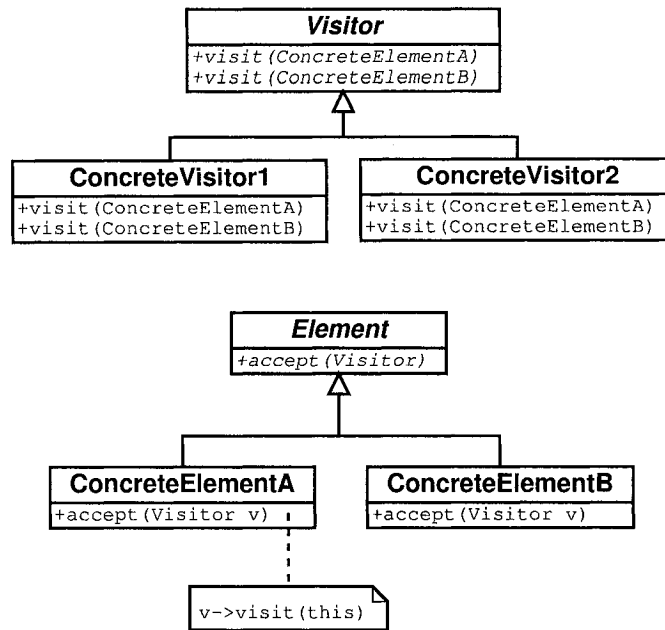 Visitor
+visit(ConcreteElementA)
+visit(ConcreteElementB)
ConcreteVisitor1
+visit(ConcreteElementA)
+visit(ConcreteElementB)
ConcreteVisitor2
+visit(ConcreteElementA)
+visit(ConcreteElementB)
Element
+accept(Visitor)
ConcreteElementA
+accept(Visitor v)
ConcreteElementB
+accept(Visitor v)
v->visit(this)